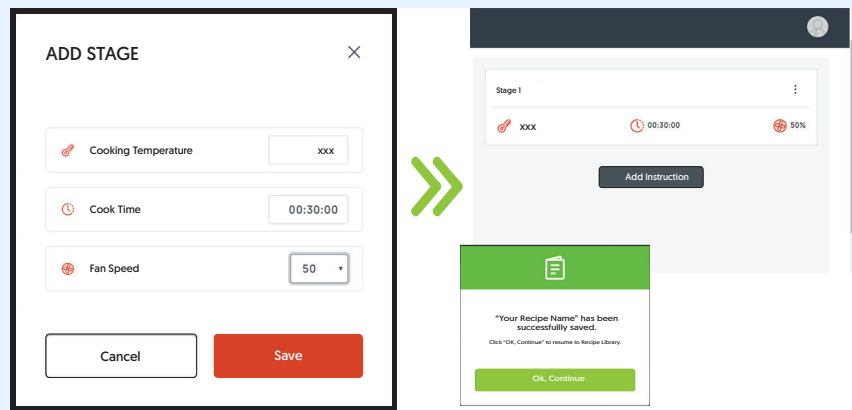 ADD STAGE
Cooking Temperature
xxx
Cook Time
00:30:00
Fan Speed
50
Cancel
Save
Stage 1
xxx
00:30:00
50%
Add Instruction
"Your Recipe Name" has been
successfullly saved.
Click "OK, Continue" to resume to Recipe Library.
Ok, Continue